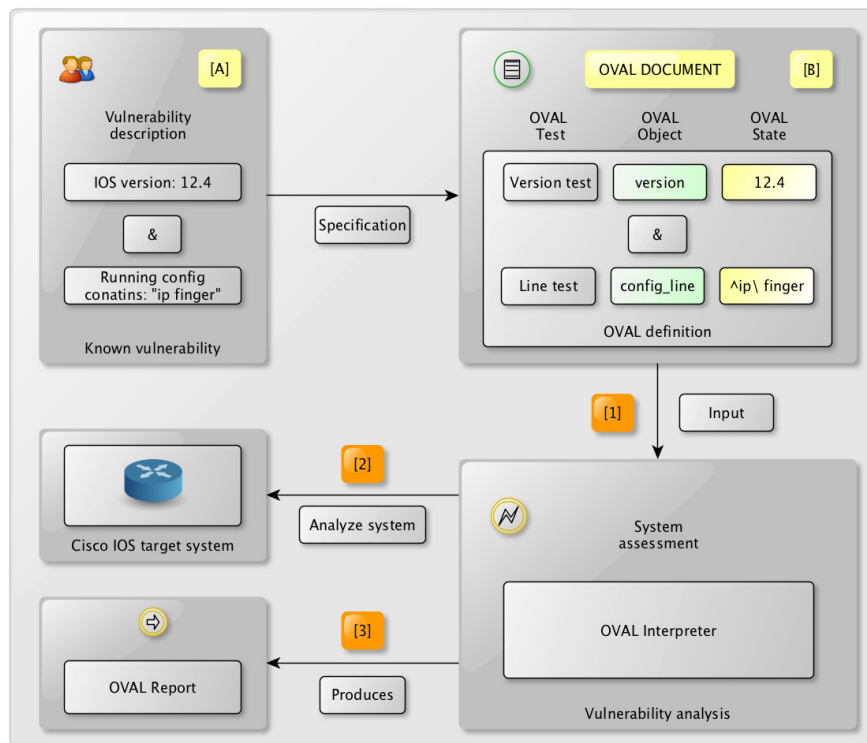 [A]
Vulnerability
description
IOS version: 12.4
&
Running config
conatins: "ip finger"
Known vulnerability
Specification
OVAL DOCUMENT
[B]
OVAL
Test
OVAL
Object
OVAL
State
Version test
version
12.4
&
Line test
config_line
^ip\ finger
OVAL definition
[1]
Input
[2]
Analyze system
Cisco IOS target system
System
assessment
OVAL Interpreter
Vulnerability analysis
[3]
Produces
OVAL Report